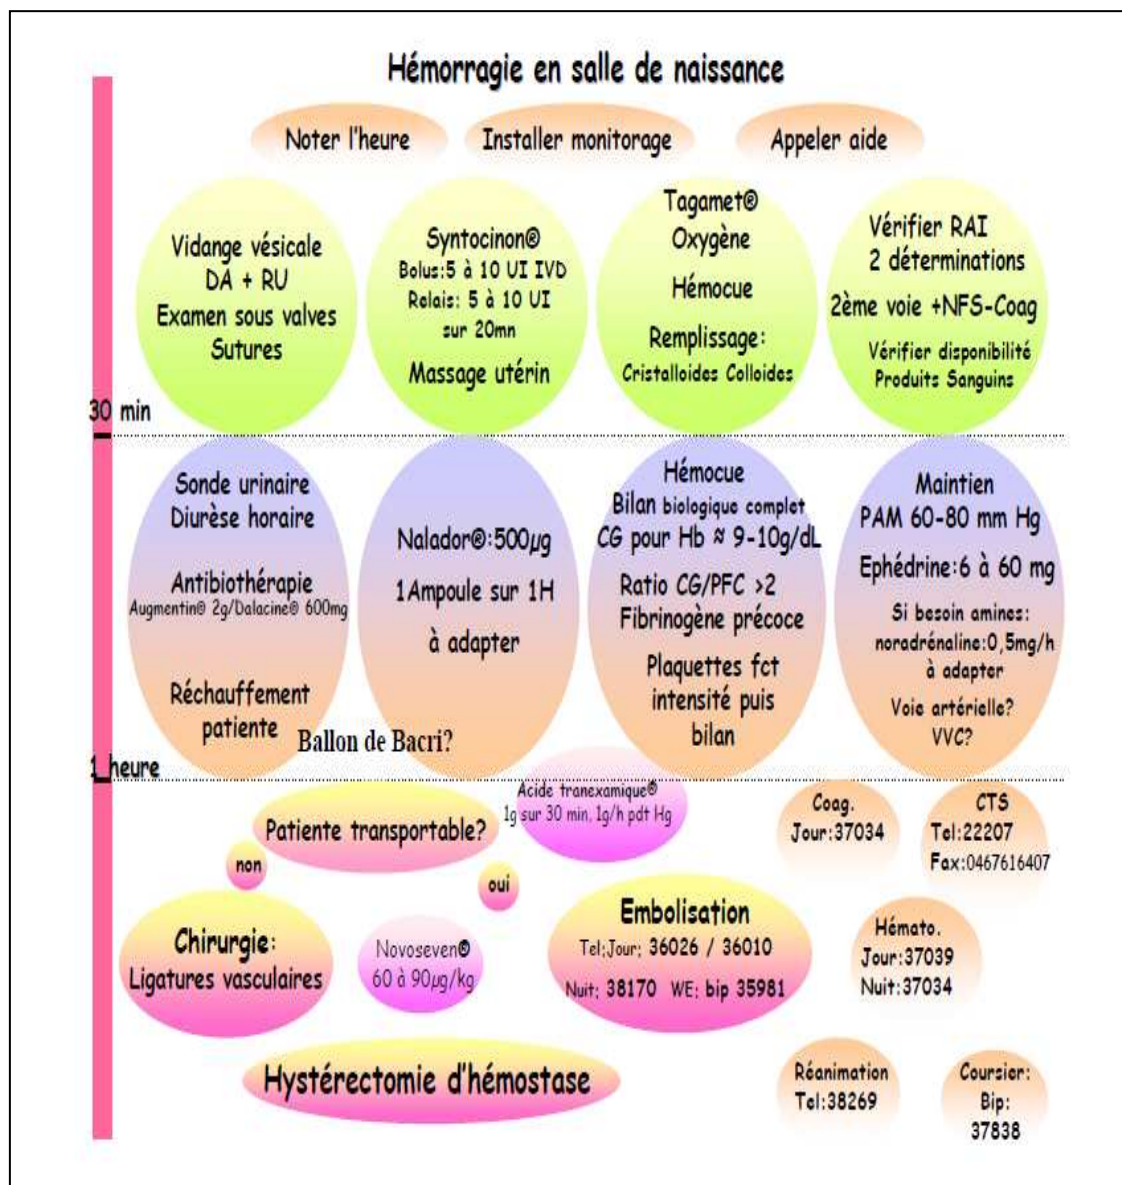 Hémorragie en salle de naissance
Noter l'heure
Installer monitorage
Appeler aide
Vidange vésicale
DA + RU
Examen sous valves
Sutures
Syntocinon®
Bolus:5 à 10 UI IVD
Relais: 5 à 10 UI
sur 20mn
Massage utérin
Tagamet®
Oxygène
Hémocue
Remplissage:
Cristalloides Colloides
Vérifier RAI
2 déterminations
2ème voie +NFS-Coag
Vérifier disponibilité
Produits Sanguins
30 min
Sonde urinaire
Diurèse horaire
Antibiothérapie
Augmentin® 2g/Dalacine® 600mg
Réchauffement
patiente
Nalador®:500µg
1Ampoule sur 1H
à adapter
Hémocue
Bilan biologique complet
CG pour Hb ≈ 9-10g/dL
Ratio CG/PFC >2
Fibrinogène précoce
Plaquettes fct
intensité puis
bilan
Maintien
PAM 60-80 mm Hg
Ephédrine:6 à 60 mg
Si besoin amines:
noradrénaline:0,5mg/h
à adapter
Voie artérielle?
VVC?
Ballon de Bacri?
1 heure
Patiente transportable?
Acide tranexamique®
1g sur 30 min, 1g/h pdt Hg
Coag.
Jour:37034
CTS
Tel:22207
Fax:0467616407
non
oui
Chirurgie:
Ligatures vasculaires
Novoseven®
60 à 90µg/kg
Embolisation
Tel:Jour: 36026 / 36010
Nuit: 38170 WE: bip 35981
Hémato.
Jour:37039
Nuit:37034
Hystérectomie d'hémostase
Réanimation
Tel:38269
Coursier:
Bip:
37838